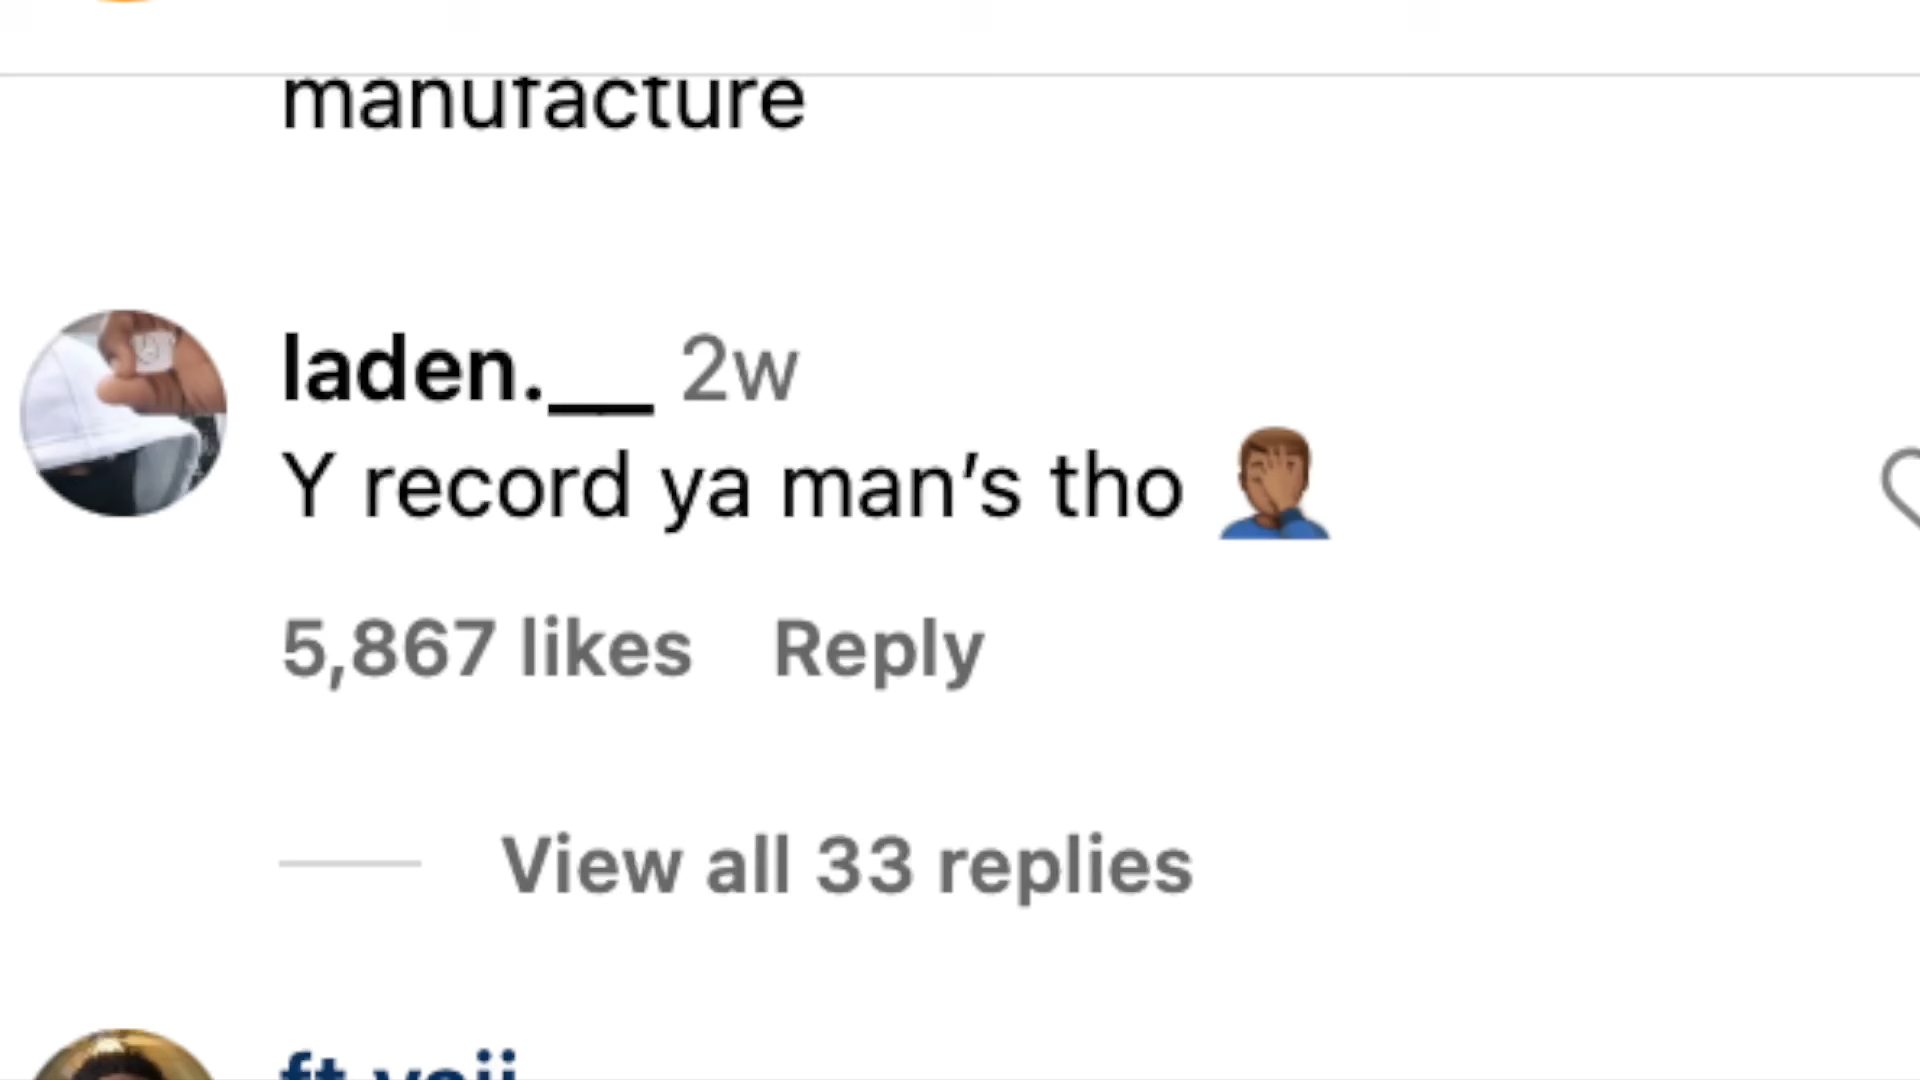 manufacture
laden.__ 2w
Y record ya man’s tho 🤦🏾‍♂️
5,867 likes Reply
View all 33 replies